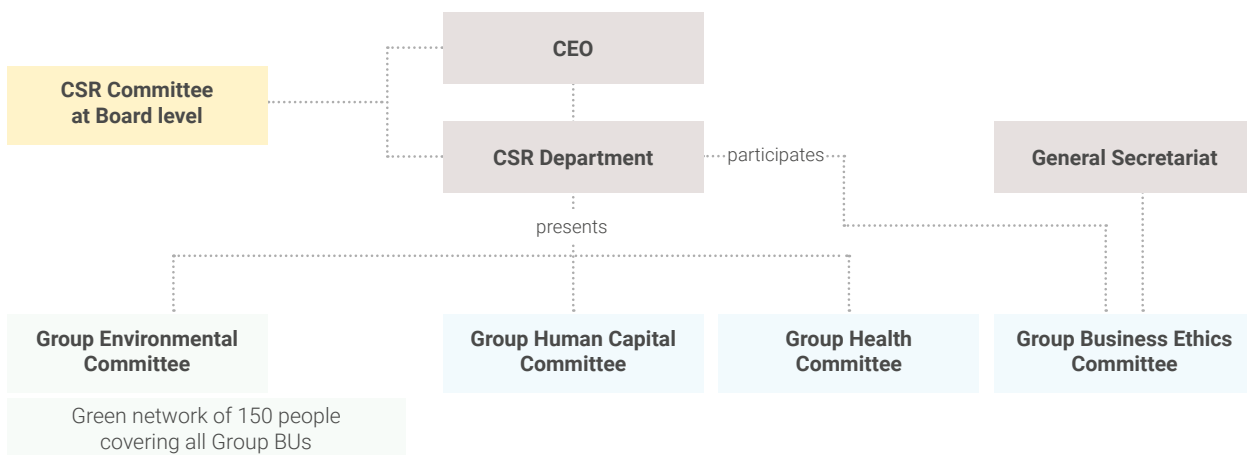 CEO
CSR Committee
at Board level
CSR Department
participates
General Secretariat
presents
Group Environmental
Committee
Group Human Capital
Committee
Group Health
Committee
Group Business Ethics
Committee
Green network of 150 people
covering all Group BUs